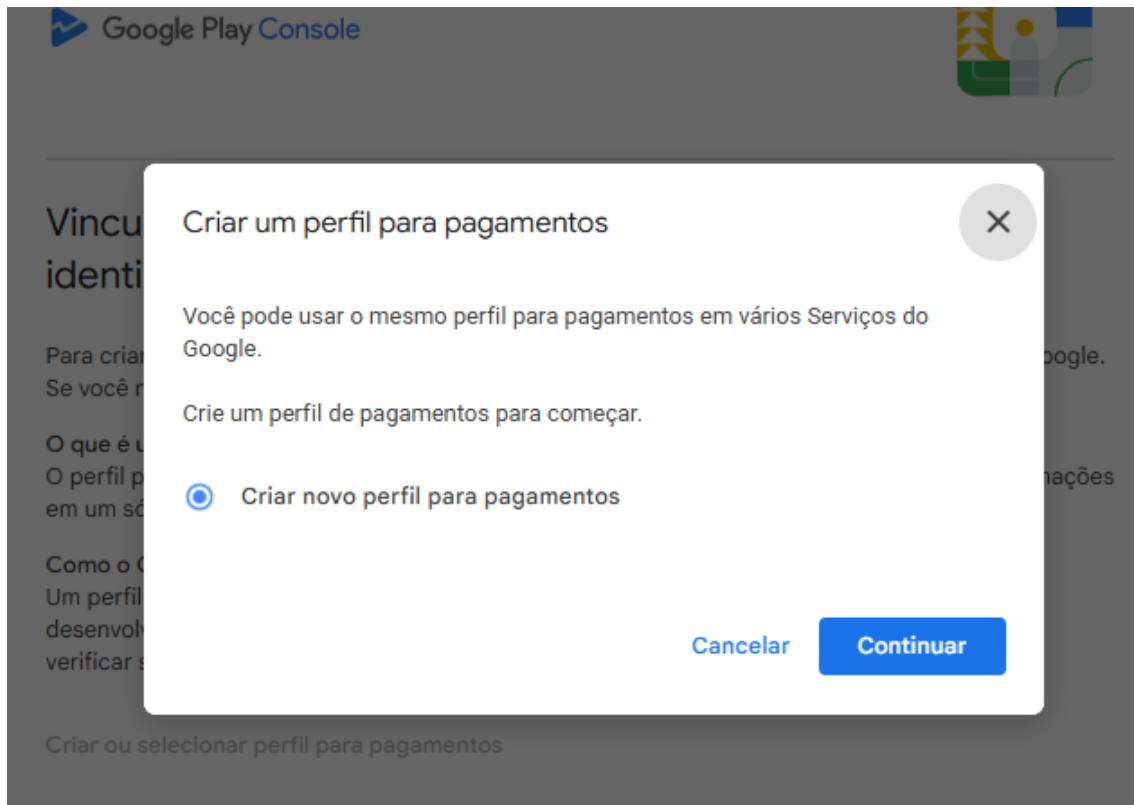 Google Play Console
Vincu
identi
Criar um perfil para pagamentos
Você pode usar o mesmo perfil para pagamentos em vários Serviços do
Google.
Crie um perfil de pagamentos para começar.
Criar novo perfil para pagamentos
Cancelar
Continuar
Para criar
oogle.
Se você n
O que é u
O perfil p
mações
em um só
Como o G
Um perfil
desenvolv
verificar s
Criar ou selecionar perfil para pagamentos